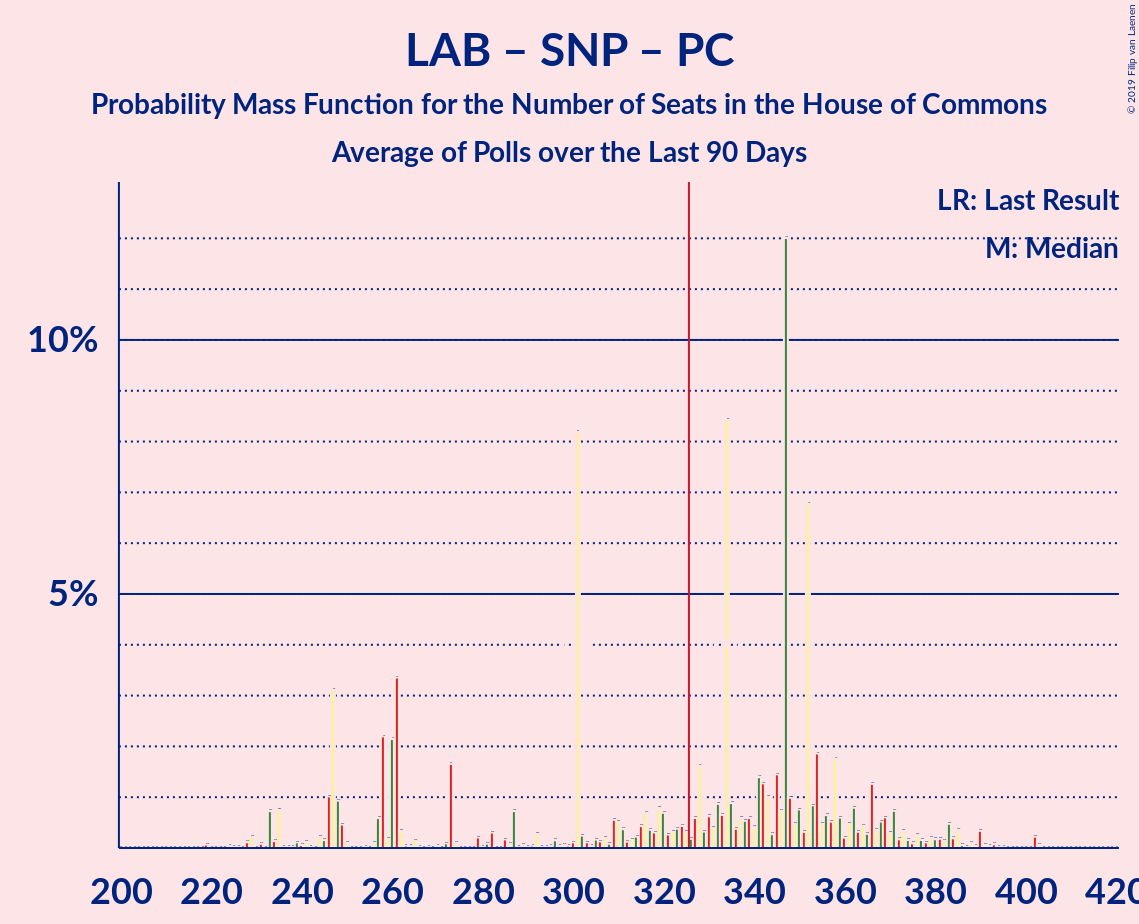 LAB – SNP – PC
Probability Mass Function for the Number of Seats in the House of Commons
Average of Polls over the Last 90 Days
© 2019 Filip van Laenen
LR: Last Result
M: Median
10%
5%
200 220 240 260 280 300 320 340 360 380 400 420